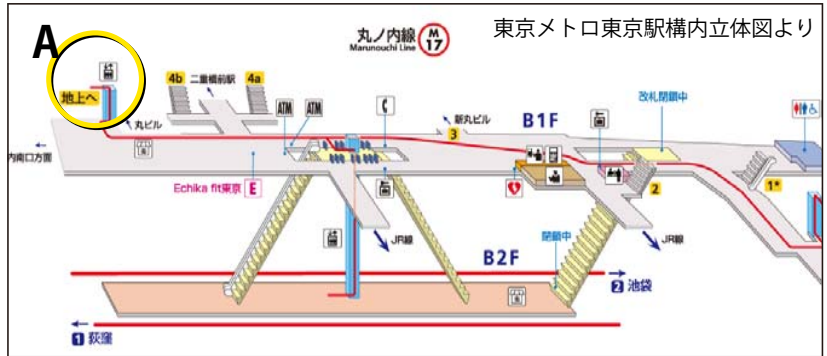 東京メトロ東京駅構内立体図より
A
丸ノ内線
Marunouchi Line
M
17
地上へ
4b
二重橋前駅
4a
丸ビル
ATM
ATM
新丸ビル
3
B1F
改札閉鎖中
内南口方面
Echika fit東京
E
2
1*
JR線
JR線
B2F
閉鎖中
2 池袋
1 荻窪